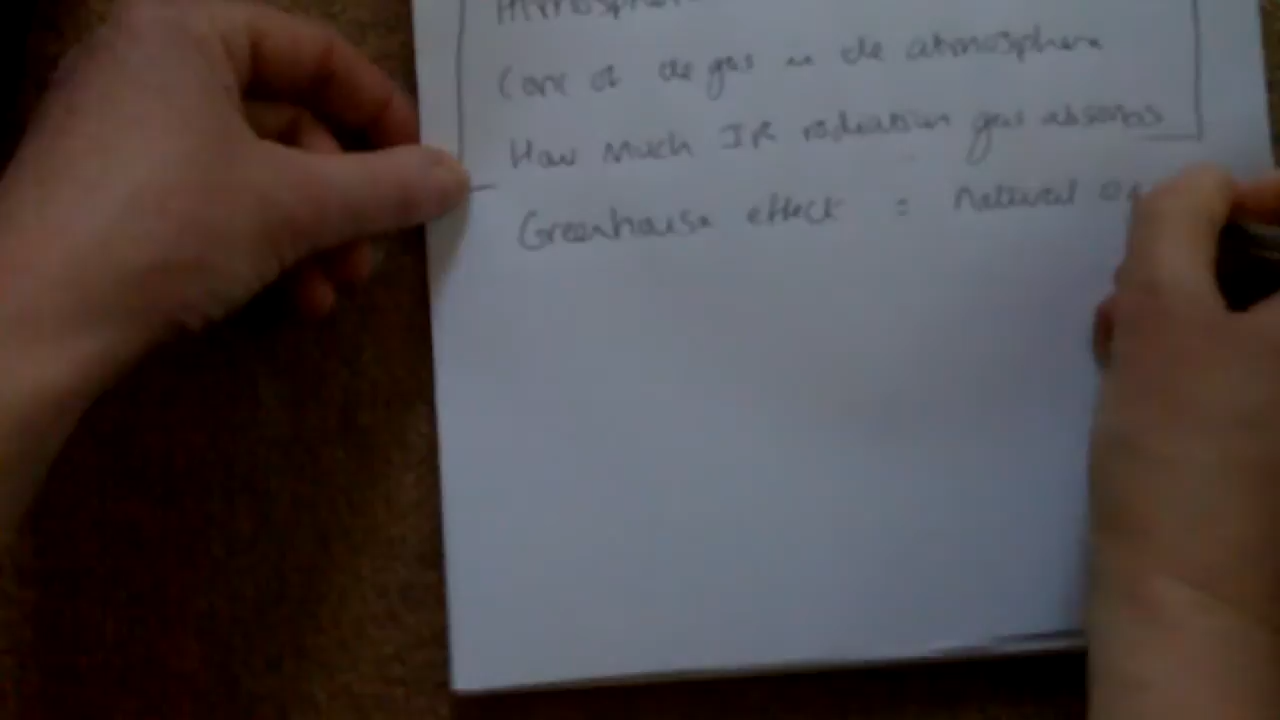 Conc of the gas in the atmosphere
How much IR radiation gas absorbs
Greenhouse effect : natural